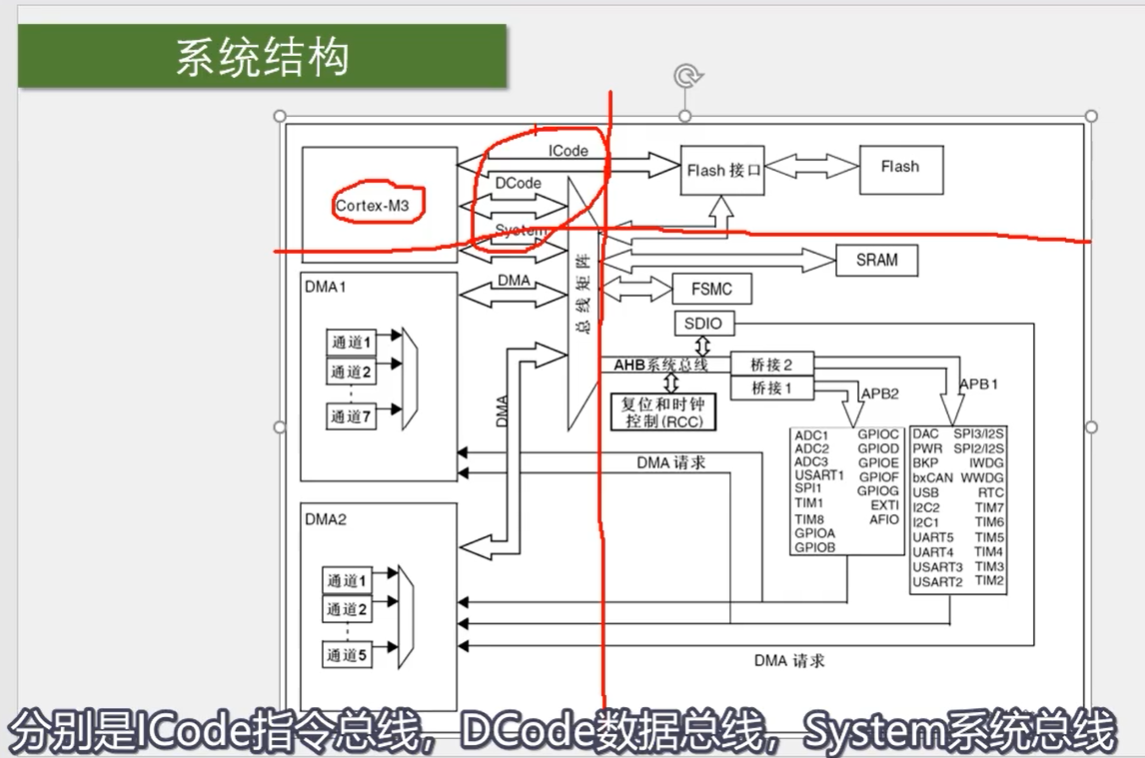 系统结构
ICode
DCode
System
Cortex-M3
Flash 接口
Flash
SRAM
FSMC
SDIO
总线矩阵
DMA1
DMA
通道1
通道2
通道7
DMA
AHB系统总线
桥接2
桥接1
复位和时钟
控制(RCC)
APB2
APB1
DMA 请求
ADC1 GPIOC
ADC2 GPIOD
ADC3 GPIOE
USART1 GPIOF
SPI1 GPIOG
TIM1 EXTI
TIM8 AFIO
GPIOA
GPIOB
DAC SPI3/I2S
PWR SPI2/I2S
BKP IWDG
bxCAN WWDG
USB RTC
I2C2 TIM7
I2C1 TIM6
UART5 TIM5
UART4 TIM4
USART3 TIM3
USART2 TIM2
DMA2
通道1
通道2
通道5
DMA 请求
分别是ICode指令总线，DCode数据总线，System系统总线